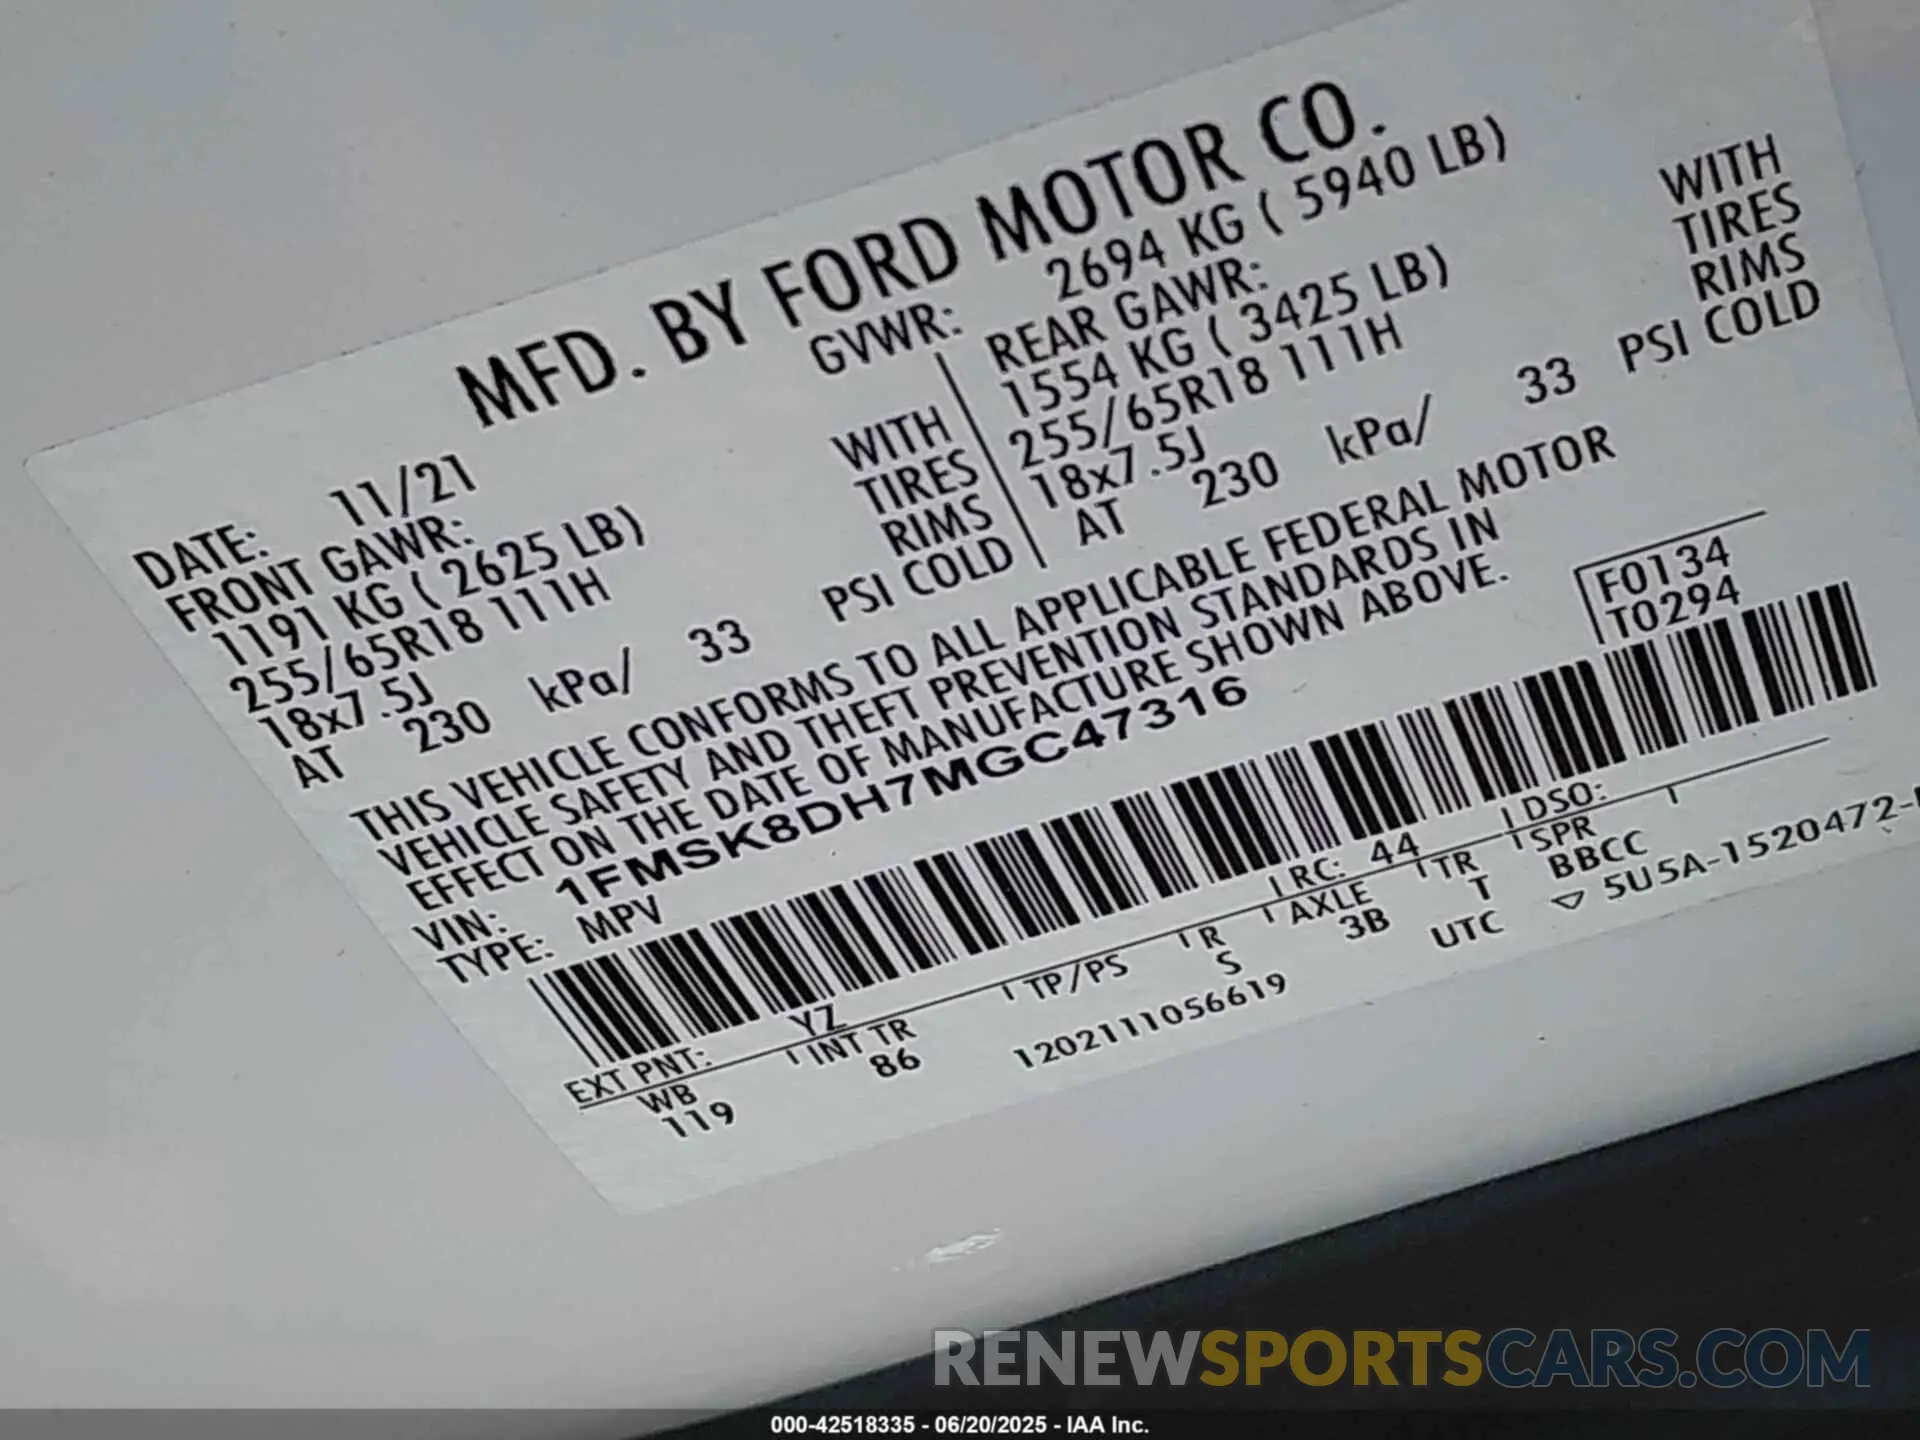 MFD. BY FORD MOTOR CO.
DATE: 11/21 GVWR: 2694 KG ( 5940 LB)
FRONT GAWR: REAR GAWR:
1191 KG ( 2625 LB) WITH 1554 KG ( 3425 LB) WITH
255/65R18 111H TIRES 255/65R18 111H TIRES
18x7.5J RIMS 18x7.5J RIMS
AT 230 kPa/ 33 PSI COLD AT 230 kPa/ 33 PSI COLD
THIS VEHICLE CONFORMS TO ALL APPLICABLE FEDERAL MOTOR
VEHICLE SAFETY AND THEFT PREVENTION STANDARDS IN
EFFECT ON THE DATE OF MANUFACTURE SHOWN ABOVE.
VIN: 1FMSK8DH7MGC47316 F0134
TYPE: MPV T0294
EXT PNT: YZ RC: 44 DSO:
WB INT TR TP/PS R AXLE TR SPR
119 86 S 3B T BBCC
1202111056619 UTC 5U5A-1520472-
RENEWSPORTSCARS.COM
000-42518335 - 06/20/2025 - IAA Inc.